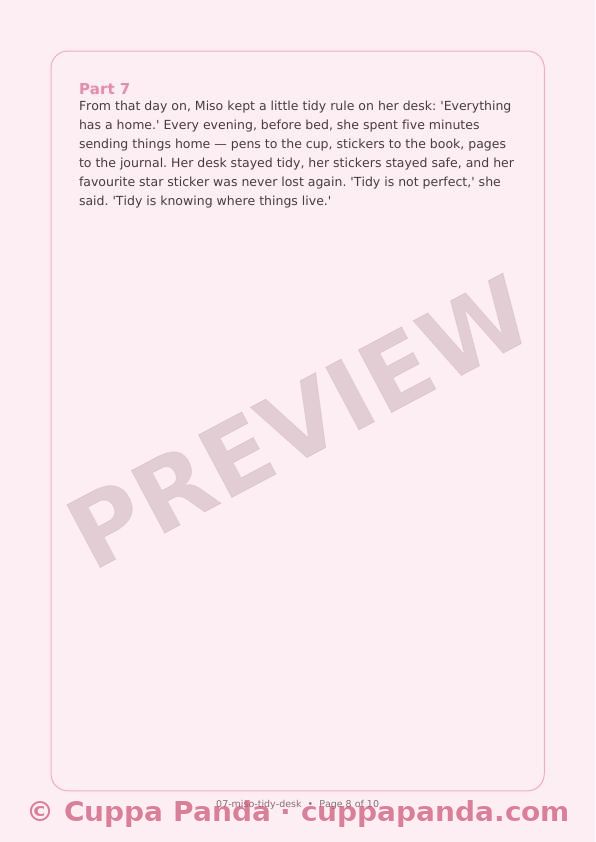 Part 7
From that day on, Miso kept a little tidy rule on her desk: 'Everything
has a home.' Every evening, before bed, she spent five minutes
sending things home — pens to the cup, stickers to the book, pages
to the journal. Her desk stayed tidy, her stickers stayed safe, and her
favourite star sticker was never lost again. 'Tidy is not perfect,' she
said. 'Tidy is knowing where things live.'
PREVIEW
07-miso-tidy-desk • Page 8 of 10
© Cuppa Panda · cuppapanda.com